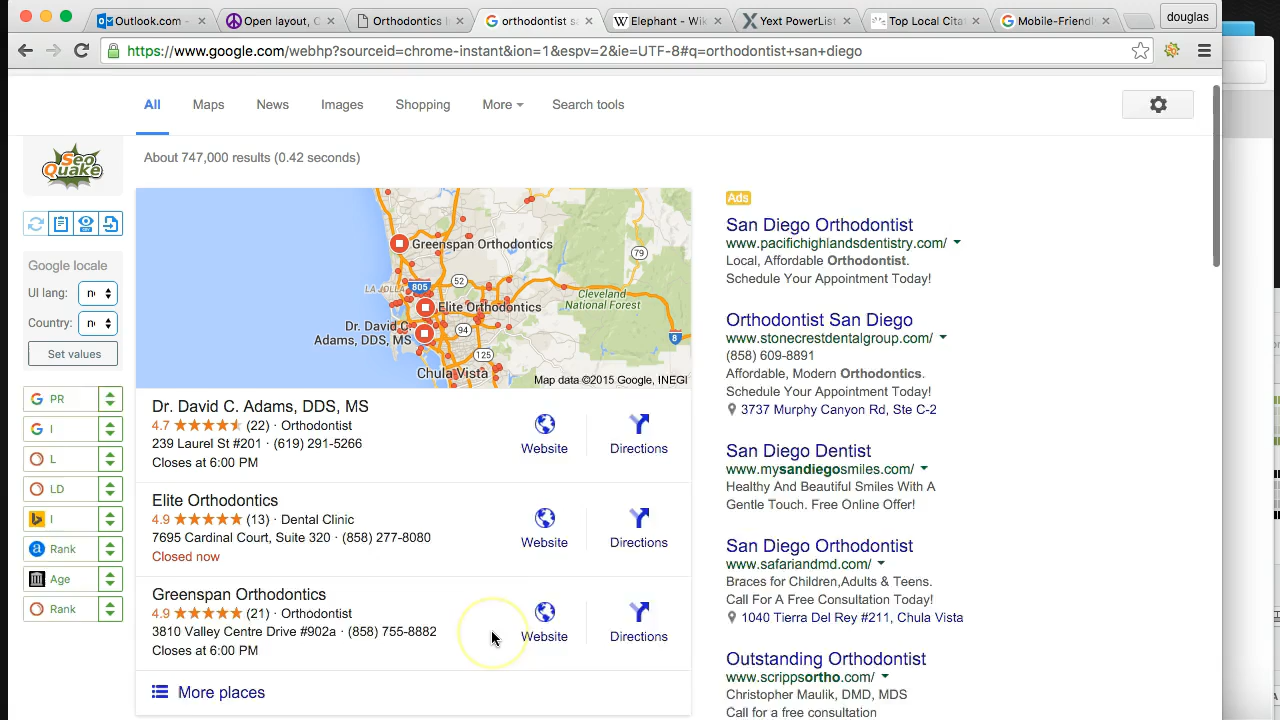 Outlook.com -
Open layout, C
Orthodontics
orthodontist s
Elephant - Wik
Yext PowerList
Top Local Cita
Mobile-Friend
douglas
https://www.google.com/webhp?sourceid=chrome-instant&ion=1&espv=2&ie=UTF-8#q=orthodontist+san+diego
All
Maps
News
Images
Shopping
More
Search tools
About 747,000 results (0.42 seconds)
Seo
Quake
Google locale
UI lang:
Country:
Set values
G PR
G I
L
LD
I
a Rank
Age
Rank
Greenspan Orthodontics
79
52
LA JOLLA
805
Elite Orthodontics
Cleveland
National Forest
Dr. David C.
Adams, DDS, MS
94
8
125
Chula Vista
Map data ©2015 Google, INEGI
Dr. David C. Adams, DDS, MS
4.7 ★★★★★ (22) · Orthodontist
239 Laurel St #201 · (619) 291-5266
Closes at 6:00 PM
Website
Directions
Elite Orthodontics
4.9 ★★★★★ (13) · Dental Clinic
7695 Cardinal Court, Suite 320 · (858) 277-8080
Closed now
Website
Directions
Greenspan Orthodontics
4.9 ★★★★★ (21) · Orthodontist
3810 Valley Centre Drive #902a · (858) 755-8882
Closes at 6:00 PM
Website
Directions
More places
Ads
San Diego Orthodontist
www.pacifichighlandsdentistry.com/
Local, Affordable Orthodontist.
Schedule Your Appointment Today!
Orthodontist San Diego
www.stonecrestdentalgroup.com/
(858) 609-8891
Affordable, Modern Orthodontics.
Schedule Your Appointment Today!
3737 Murphy Canyon Rd, Ste C-2
San Diego Dentist
www.mysandiegosmiles.com/
Healthy And Beautiful Smiles With A
Gentle Touch. Free Online Offer!
San Diego Orthodontist
www.safariandmd.com/
Braces for Children,Adults & Teens.
Call For A Free Consultation Today!
1040 Tierra Del Rey #211, Chula Vista
Outstanding Orthodontist
www.scrippsortho.com/
Christopher Maulik, DMD, MDS
Call for a free consultation